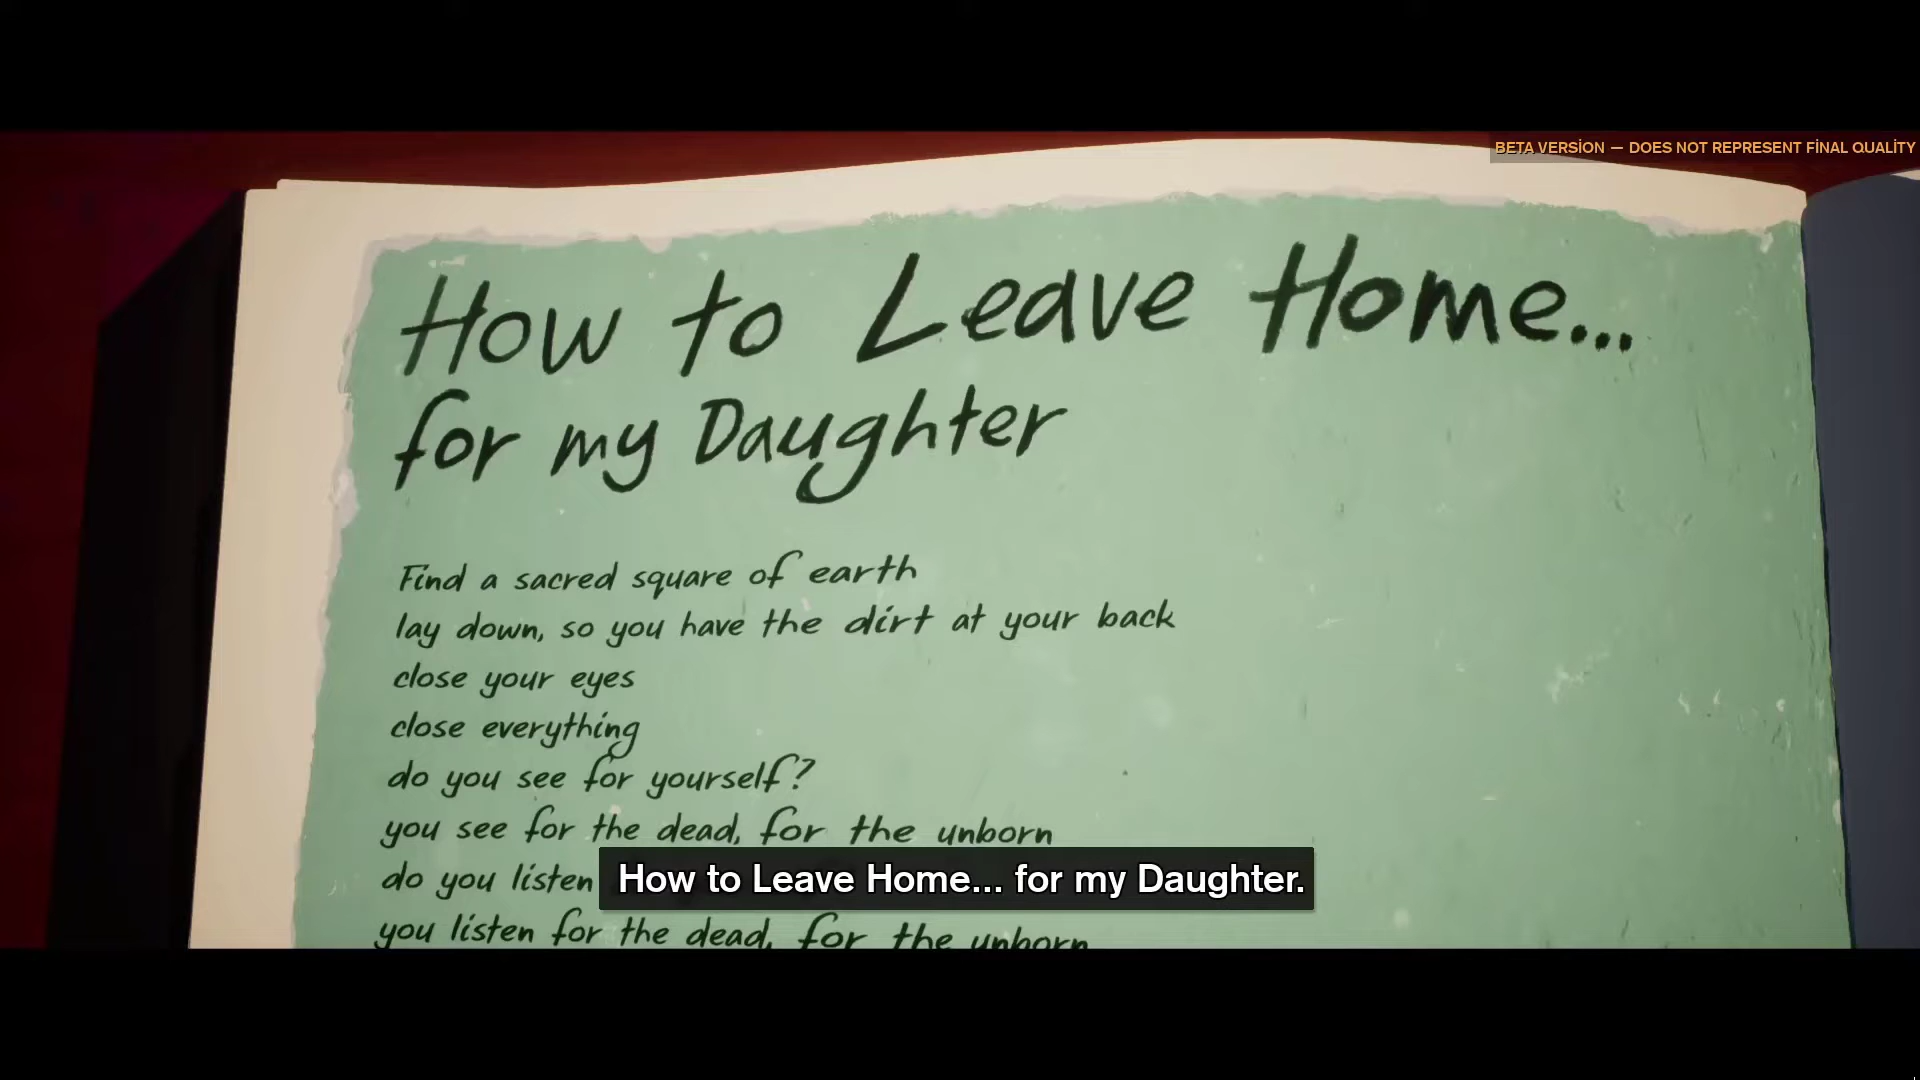 BETA VERSİON — DOES NOT REPRESENT FİNAL QUALİTY
How to Leave Home...
for my Daughter
Find a sacred square of earth
lay down, so you have the dirt at your back
close your eyes
close everything
do you see for yourself?
you see for the dead, for the unborn
do you listen
How to Leave Home... for my Daughter.
you listen for the dead, for the unborn